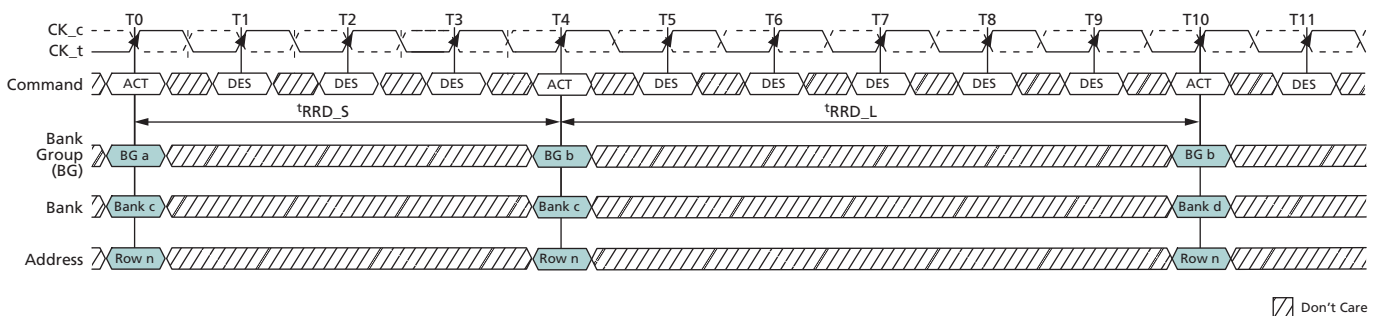 T0 T1 T2 T3 T4 T5 T6 T7 T8 T9 T10 T11
CK_c
CK_t
Command ACT DES DES DES ACT DES DES DES DES DES ACT DES
tRRD_S tRRD_L
Bank
Group
(BG)
BG a BG b BG b
Bank Bank c Bank c Bank d
Address Row n Row n Row n
Don't Care